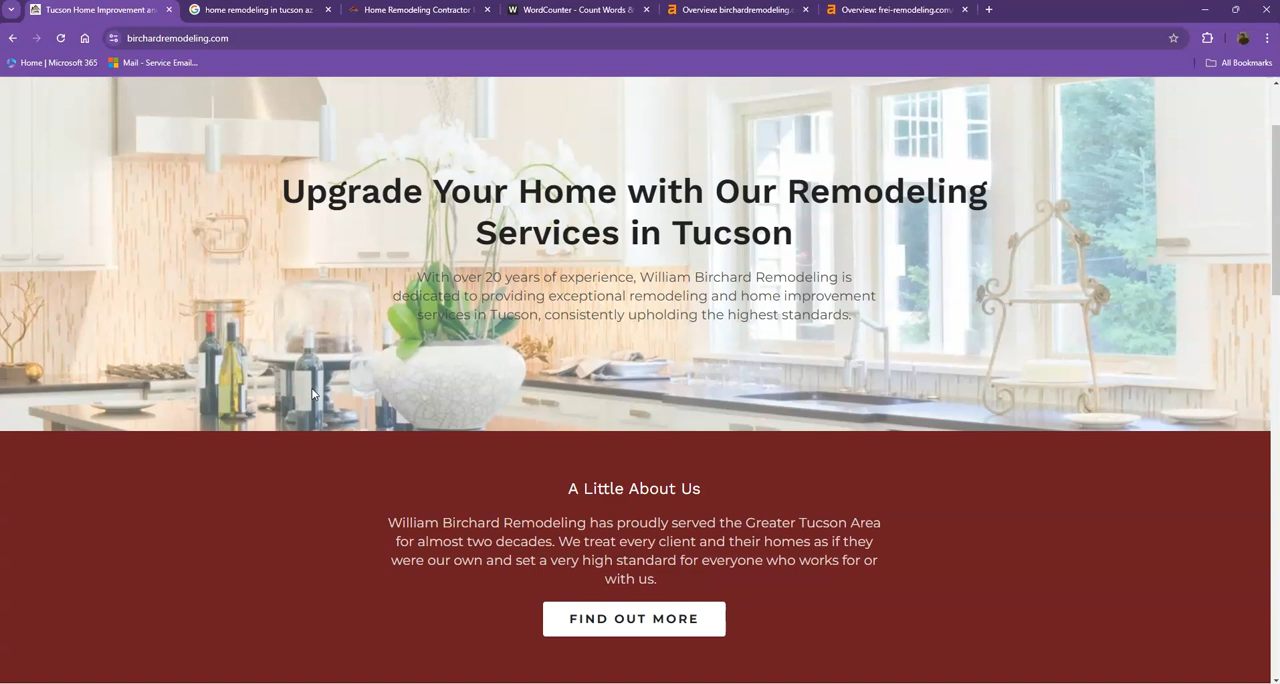 Tucson Home Improvement an
home remodeling in tucson az
Home Remodeling Contractor
WordCounter - Count Words &
Overview: birchardremodeling.c
Overview: frei-remodeling.com
birchardremodeling.com
Home | Microsoft 365
Mail - Service Email...
All Bookmarks
Upgrade Your Home with Our Remodeling
Services in Tucson
With over 20 years of experience, William Birchard Remodeling is
dedicated to providing exceptional remodeling and home improvement
services in Tucson, consistently upholding the highest standards.
A Little About Us
William Birchard Remodeling has proudly served the Greater Tucson Area
for almost two decades. We treat every client and their homes as if they
were our own and set a very high standard for everyone who works for or
with us.
FIND OUT MORE